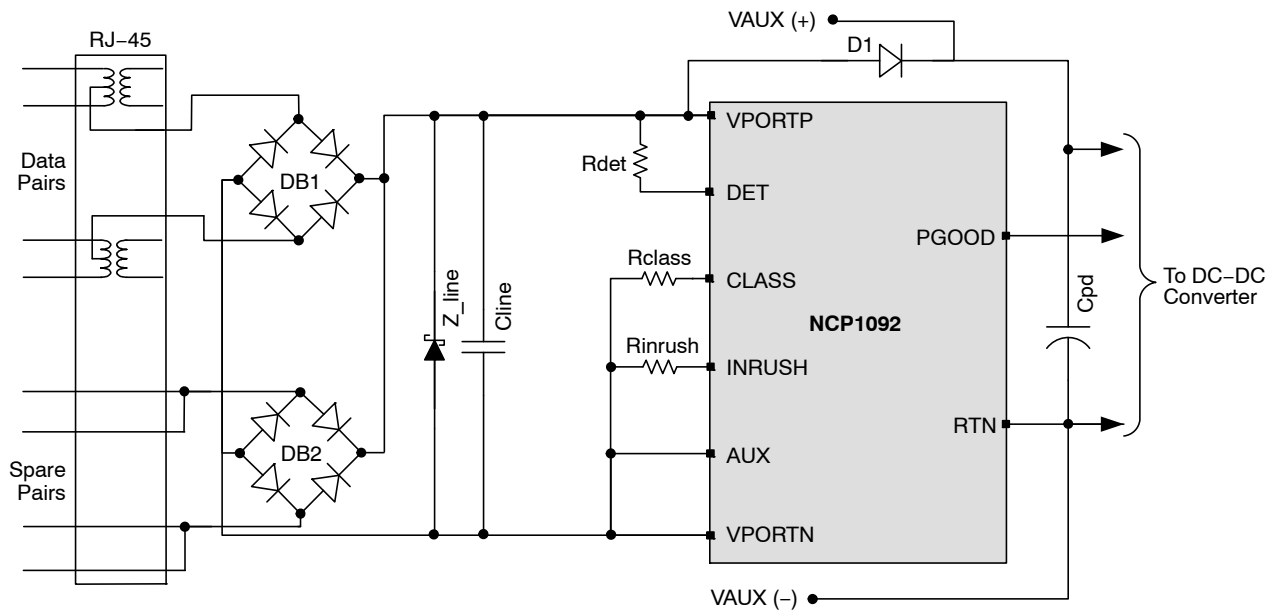 VAUX (+)
RJ−45
D1
VPORTP
Rdet
Data
Pairs
DB1
DET
PGOOD
Rclass
CLASS
Z_line
Cline
Cpd
To DC−DC
Converter
NCP1092
Rinrush
INRUSH
RTN
DB2
AUX
Spare
Pairs
VPORTN
VAUX (−)